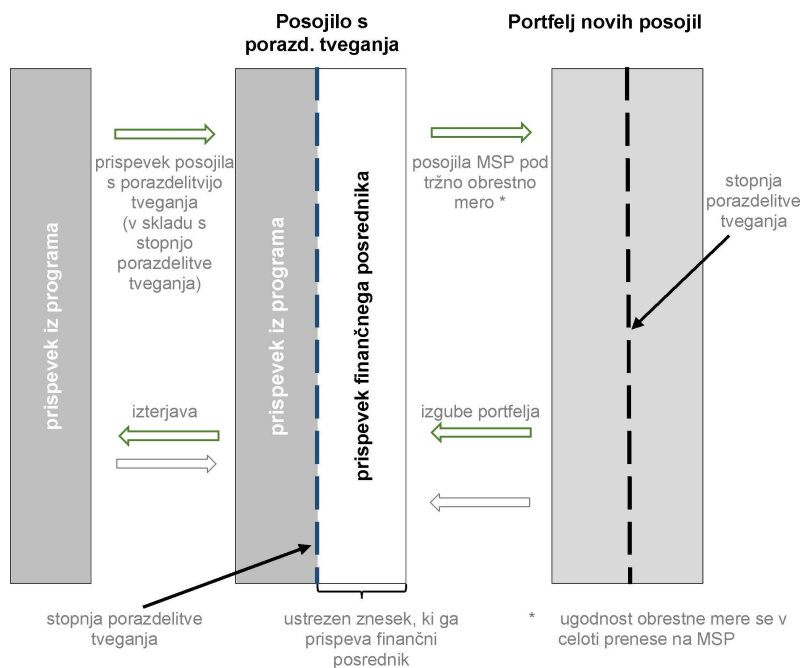 Posojilo s
porazd. tveganja
Portfelj novih posojil
prispevek iz programa
prispevek posojila
s porazdelitvijo
tveganja
(v skladu s
stopnjo
porazdelitve
tveganja)
izterjava
prispevek iz programa
prispevek finančnega posrednika
posojila MSP pod
tržno obrestno
mero *
izgube portfelja
stopnja
porazdelitve
tveganja
stopnja porazdelitve
tveganja
ustrezen znesek, ki ga
prispeva finančni
posrednik
* ugodnost obrestne mere se v
celoti prenese na MSP